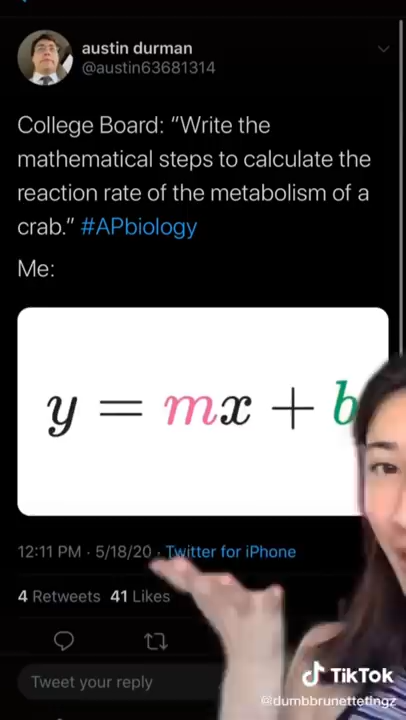 austin durman
@austin63681314
College Board: “Write the
mathematical steps to calculate the
reaction rate of the metabolism of a
crab.” #APbiology
Me:
y = mx + b
12:11 PM · 5/18/20 · Twitter for iPhone
4 Retweets 41 Likes
Tweet your reply
TikTok
@dumbbrunettetingz